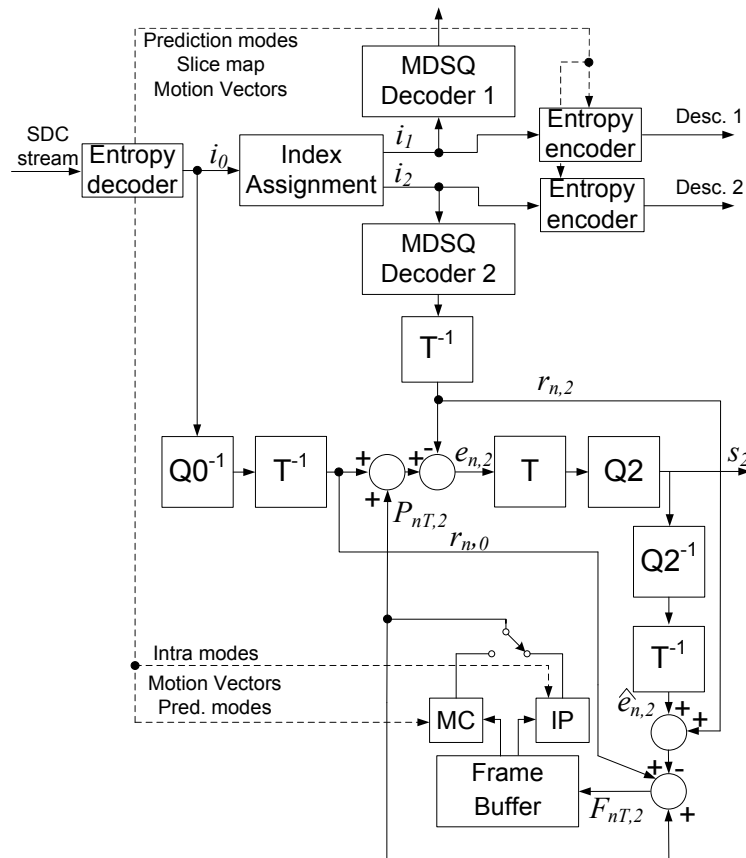 Prediction modes
Slice map
Motion Vectors
MDSQ
Decoder 1
SDC
stream
Entropy
decoder
i0
Index
Assignment
i1
i2
Entropy
encoder
Desc. 1
Entropy
encoder
Desc. 2
MDSQ
Decoder 2
T-1
rn,2
Q0-1
T-1
+
+
+
-
en,2
T
Q2
s2
PnT,2
rn,0
Q2-1
T-1
Intra modes
Motion Vectors
Pred. modes
MC
IP
ên,2
+
+
Frame
Buffer
FnT,2
+
-
+